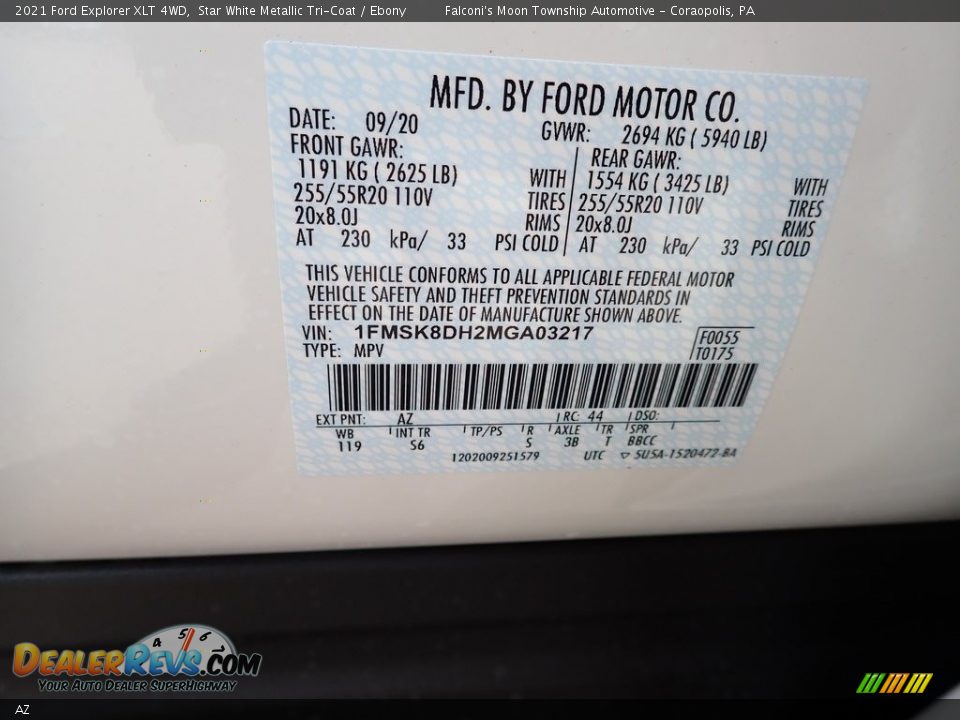 2021 Ford Explorer XLT 4WD, Star White Metallic Tri-Coat / Ebony Falconi's Moon Township Automotive - Coraopolis, PA
MFD. BY FORD MOTOR CO.
DATE: 09/20 GVWR: 2694 KG ( 5940 LB)
FRONT GAWR: REAR GAWR:
1191 KG ( 2625 LB) WITH 1554 KG ( 3425 LB) WITH
255/55R20 110V TIRES 255/55R20 110V TIRES
20x8.0J RIMS 20x8.0J RIMS
AT 230 kPa/ 33 PSI COLD AT 230 kPa/ 33 PSI COLD
THIS VEHICLE CONFORMS TO ALL APPLICABLE FEDERAL MOTOR
VEHICLE SAFETY AND THEFT PREVENTION STANDARDS IN
EFFECT ON THE DATE OF MANUFACTURE SHOWN ABOVE.
VIN: 1FMSK8DH2MGA03217 F0055
TYPE: MPV T0175
EXT PNT: AZ RC: 44 DSO:
WB INT TR TP/PS R AXLE TR SPR
119 S6 S 3B T BBCC
1202009251579 UTC ▽ 5U5A-1520472-BA
4 5 6
DEALERREVS.COM
YOUR AUTO DEALER SUPERHIGHWAY
AZ